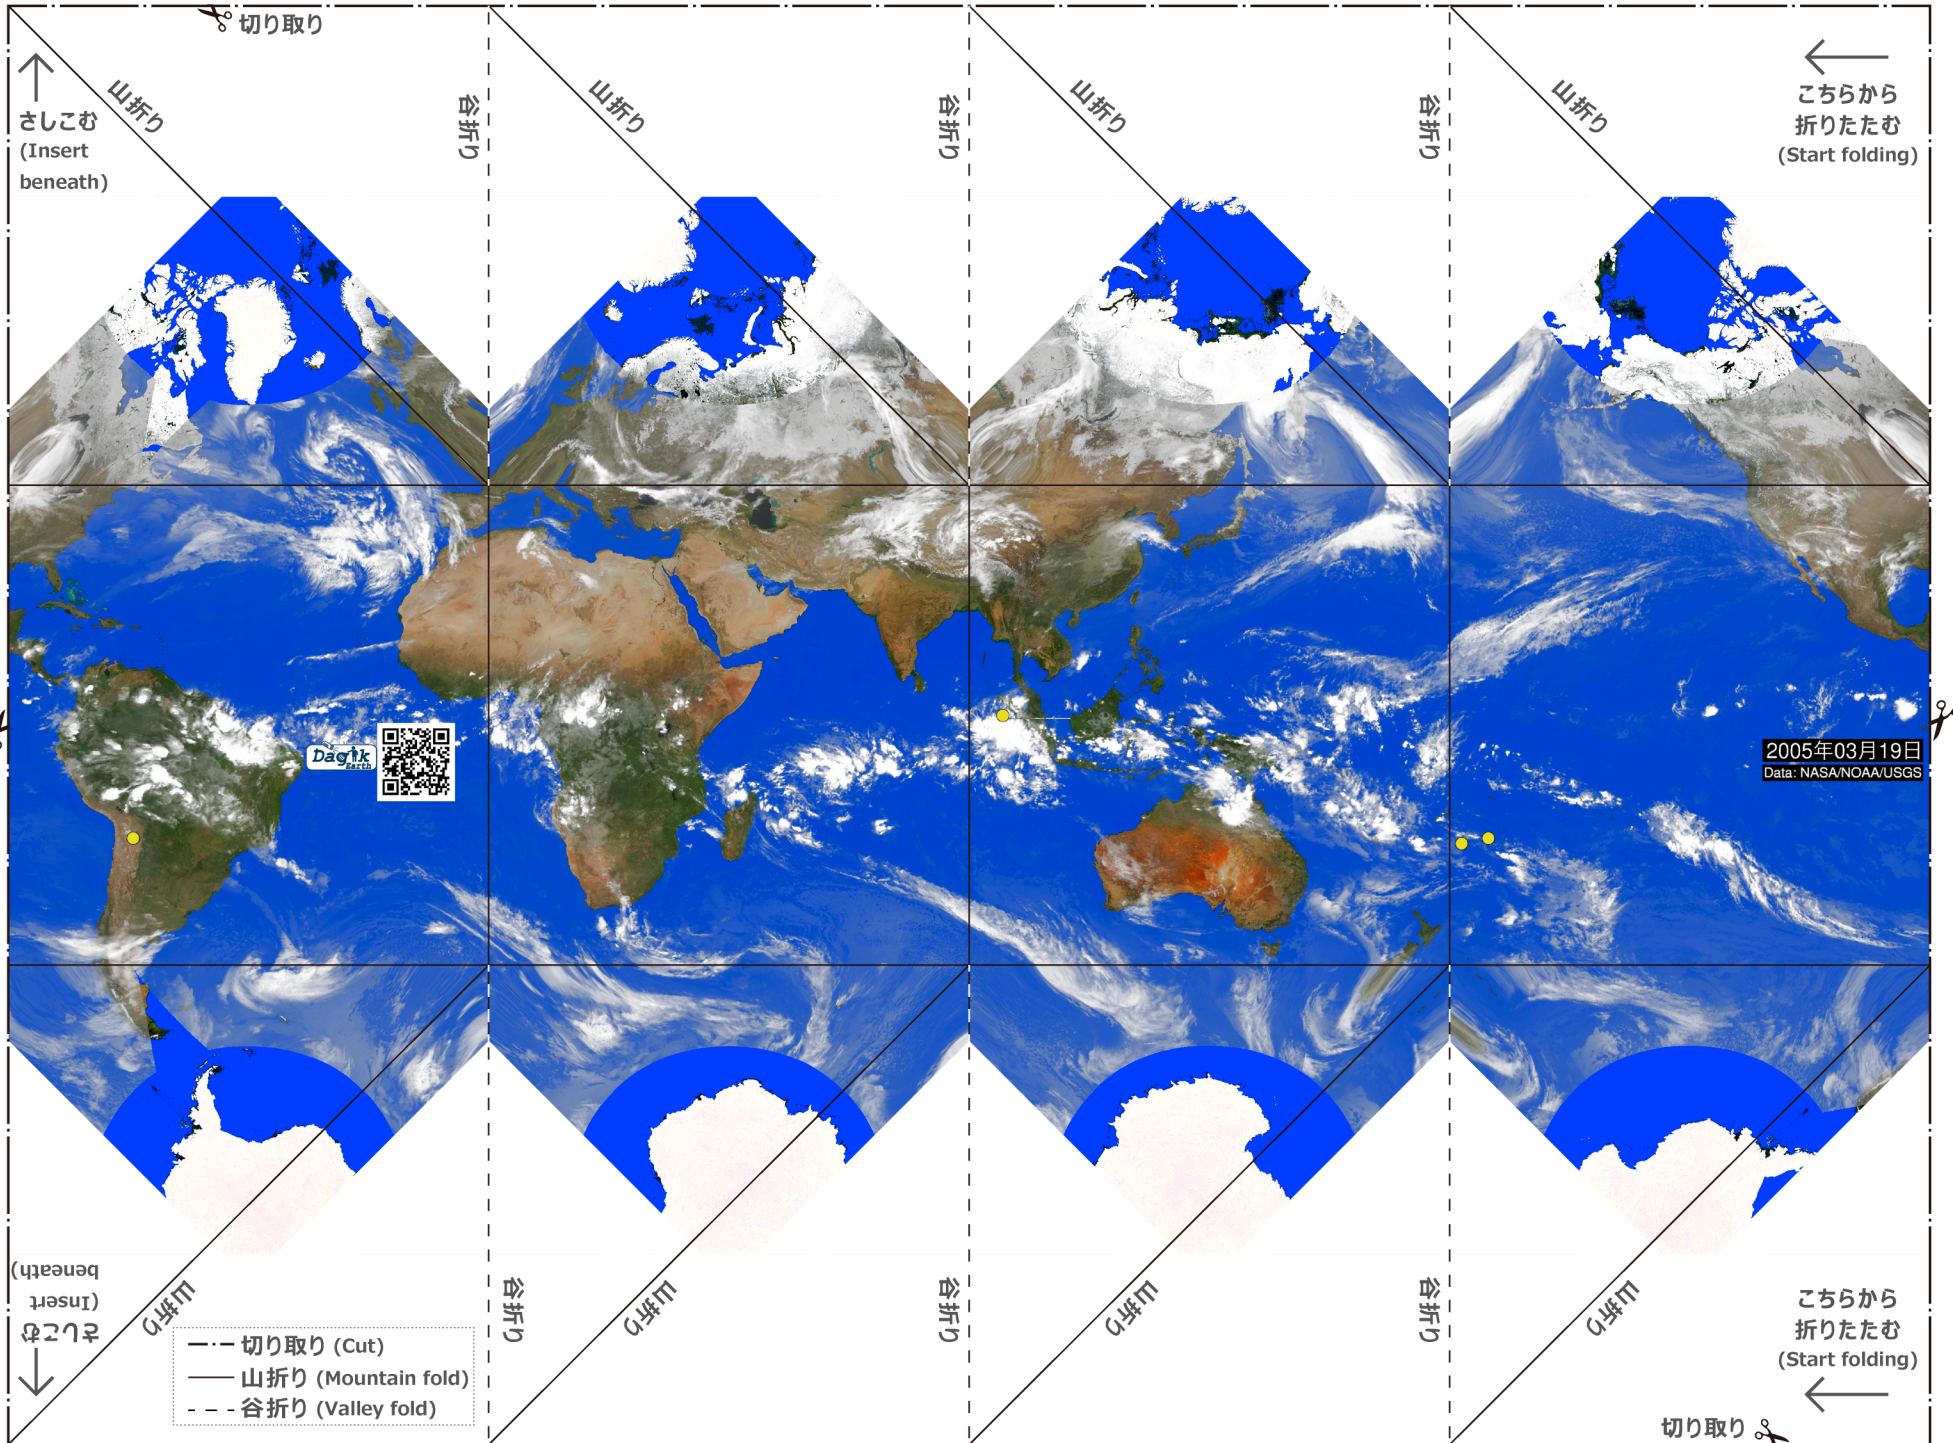 切り取り
山折り
谷折り
山折り
谷折り
山折り
谷折り
山折り
さしこむ
(Insert
beneath)
こちらから
折りたたむ
(Start folding)
Dagik
Earth
2005年03月19日
Data: NASA/NOAA/USGS
さしこむ
(Insert
beneath)
山折り
谷折り
山折り
谷折り
山折り
谷折り
山折り
こちらから
折りたたむ
(Start folding)
切り取り (Cut)
山折り (Mountain fold)
谷折り (Valley fold)
切り取り